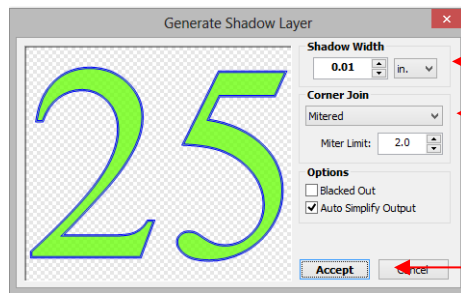 Generate Shadow Layer
25
Shadow Width
0.01 in.
Corner Join
Mitered
Miter Limit: 2.0
Options
Blacked Out
Auto Simplify Output
Accept Cancel